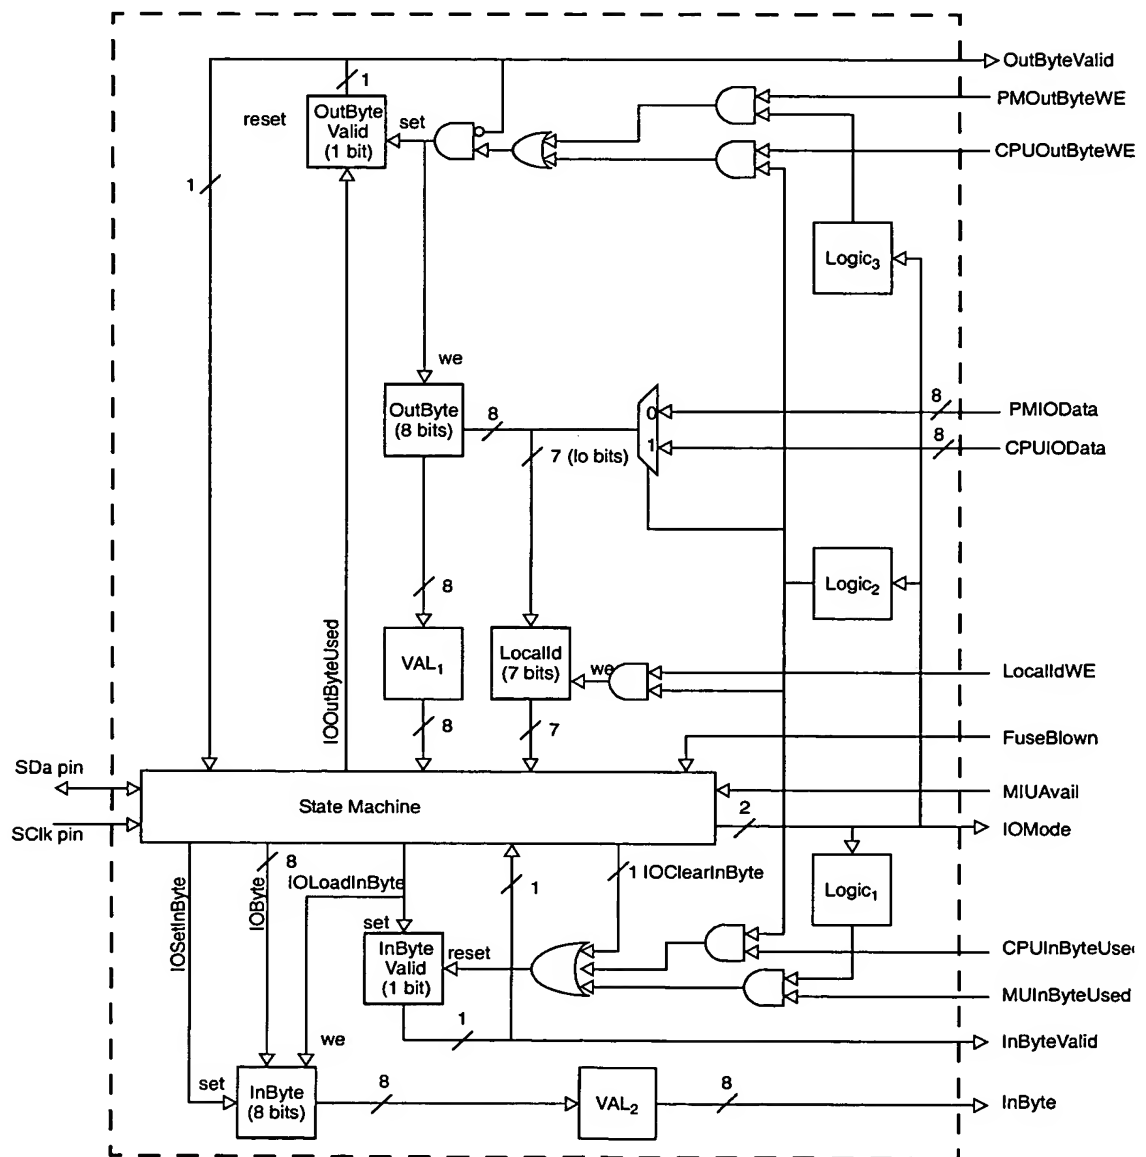 OutByteValid
1
reset
OutByte
Valid
(1 bit)
set
PMOutByteWE
CPUOutByteWE
1
Logic3
we
OutByte
(8 bits)
8
7 (lo bits)
0
1
8
PMIOData
8
CPUIOData
8
Logic2
IOOutByteUsed
VAL1
LocalId
(7 bits)
we
LocalIdWE
8
7
FuseBlown
SDa pin
State Machine
MIUAvail
2
IOMode
SClk pin
IOSetInByte
IOByte
8
IOLoadInByte
1
1 IOClearInByte
Logic1
set
InByte
Valid
(1 bit)
reset
CPUInByteUse
MUInByteUsed
1
InByteValid
we
set
InByte
(8 bits)
8
VAL2
8
InByte